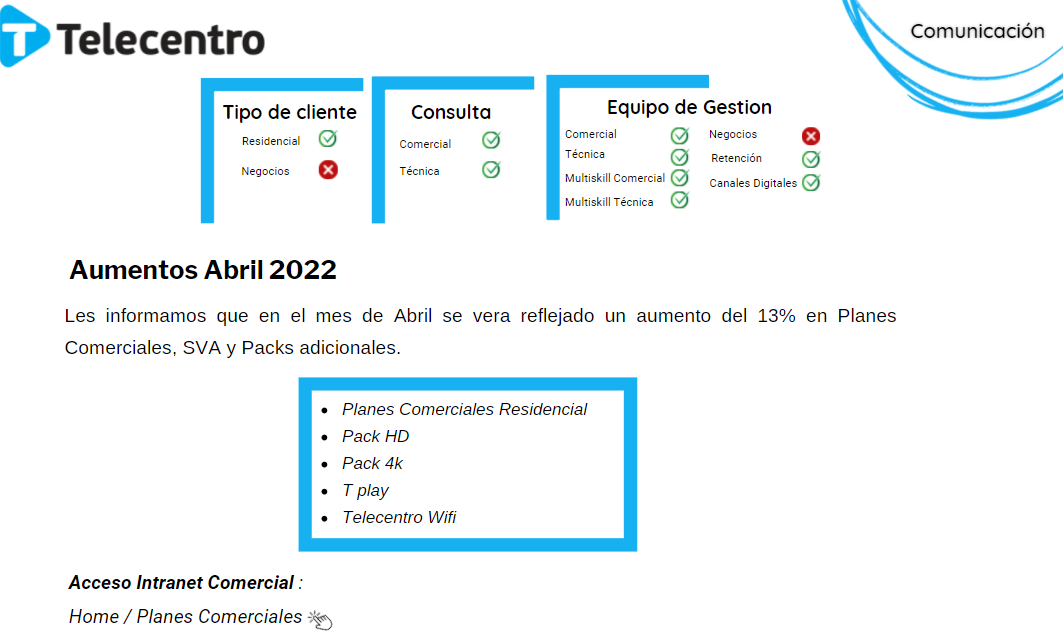 Telecentro
Comunicación
Tipo de cliente
Residencial
Negocios
Consulta
Comercial
Técnica
Equipo de Gestion
Comercial
Técnica
Multiskill Comercial
Multiskill Técnica
Negocios
Retención
Canales Digitales
Aumentos Abril 2022
Les informamos que en el mes de Abril se vera reflejado un aumento del 13% en Planes
Comerciales, SVA y Packs adicionales.
• Planes Comerciales Residencial
• Pack HD
• Pack 4k
• T play
• Telecentro Wifi
Acceso Intranet Comercial :
Home / Planes Comerciales